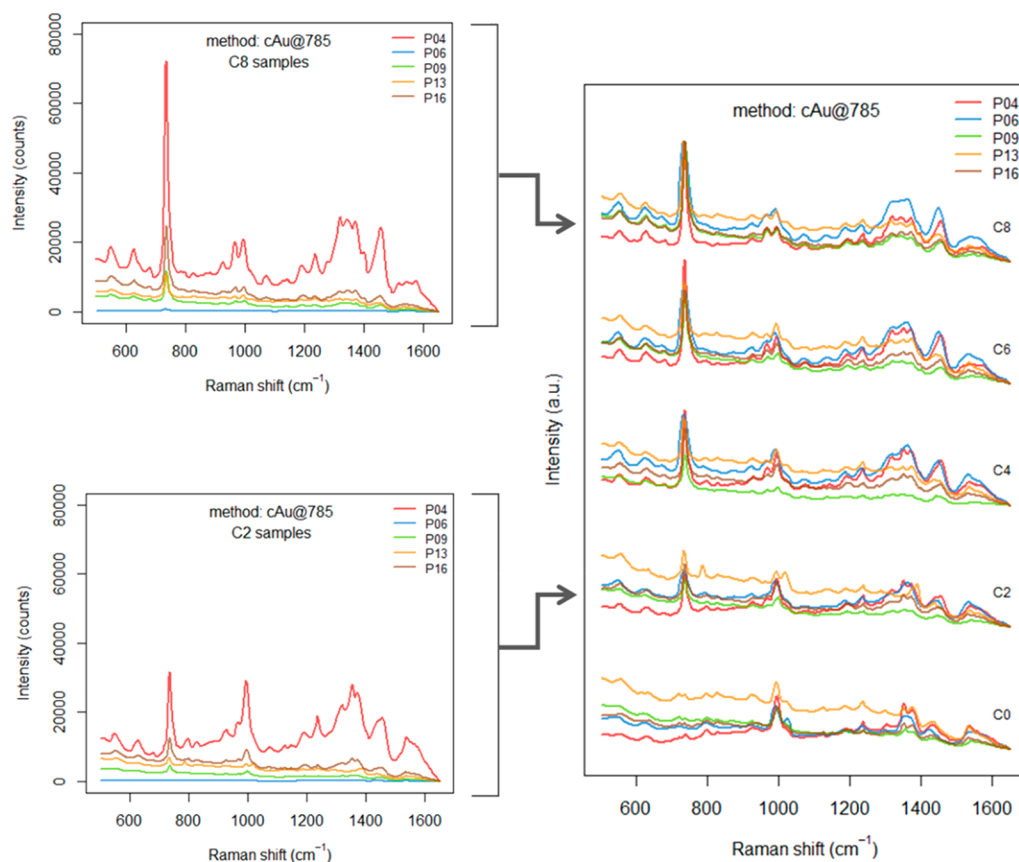 method: cAu@785
C8 samples
P04
P06
P09
P13
P16
Intensity (counts)
0
20000
40000
60000
80000
600 800 1000 1200 1400 1600
Raman shift (cm⁻¹)
method: cAu@785
C2 samples
P04
P06
P09
P13
P16
Intensity (counts)
0
20000
40000
60000
80000
600 800 1000 1200 1400 1600
Raman shift (cm⁻¹)
method: cAu@785
P04
P06
P09
P13
P16
C8
C6
C4
C2
C0
Intensity (a.u.)
600 800 1000 1200 1400 1600
Raman shift (cm⁻¹)